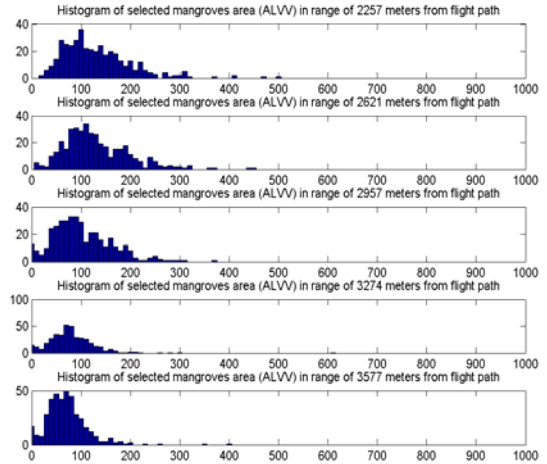 Histogram of selected mangroves area (ALVV) in range of 2257 meters from flight path
40
20
0
0 100 200 300 400 500 600 700 800 900 1000
Histogram of selected mangroves area (ALVV) in range of 2621 meters from flight path
40
20
0
0 100 200 300 400 500 600 700 800 900 1000
Histogram of selected mangroves area (ALVV) in range of 2957 meters from flight path
40
20
0
0 100 200 300 400 500 600 700 800 900 1000
Histogram of selected mangroves area (ALVV) in range of 3274 meters from flight path
100
50
0
0 100 200 300 400 500 600 700 800 900 1000
Histogram of selected mangroves area (ALVV) in range of 3577 meters from flight path
50
0
0 100 200 300 400 500 600 700 800 900 1000